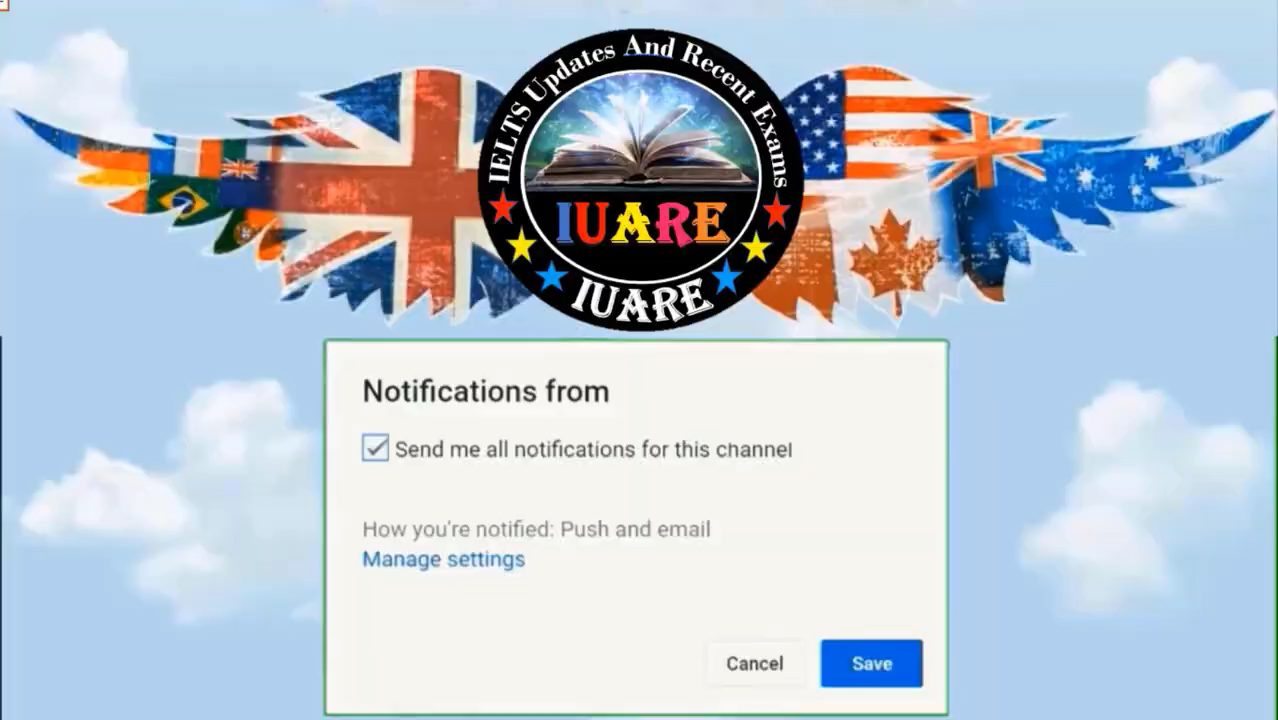 IELTS Updates And Recent Exams
IUARE
IUARE
Notifications from
Send me all notifications for this channel
How you're notified: Push and email
Manage settings
Cancel
Save